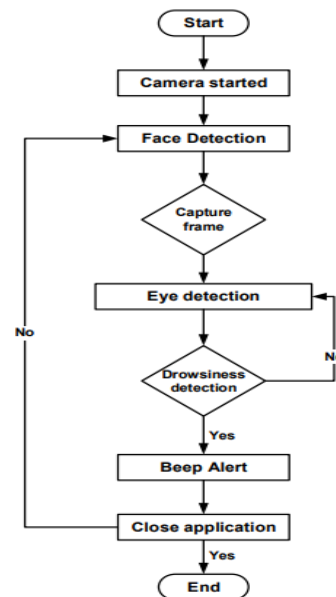 Start
Camera started
Face Detection
Capture
frame
Eye detection
No
No
Drowsiness
detection
Yes
Beep Alert
Close application
Yes
End